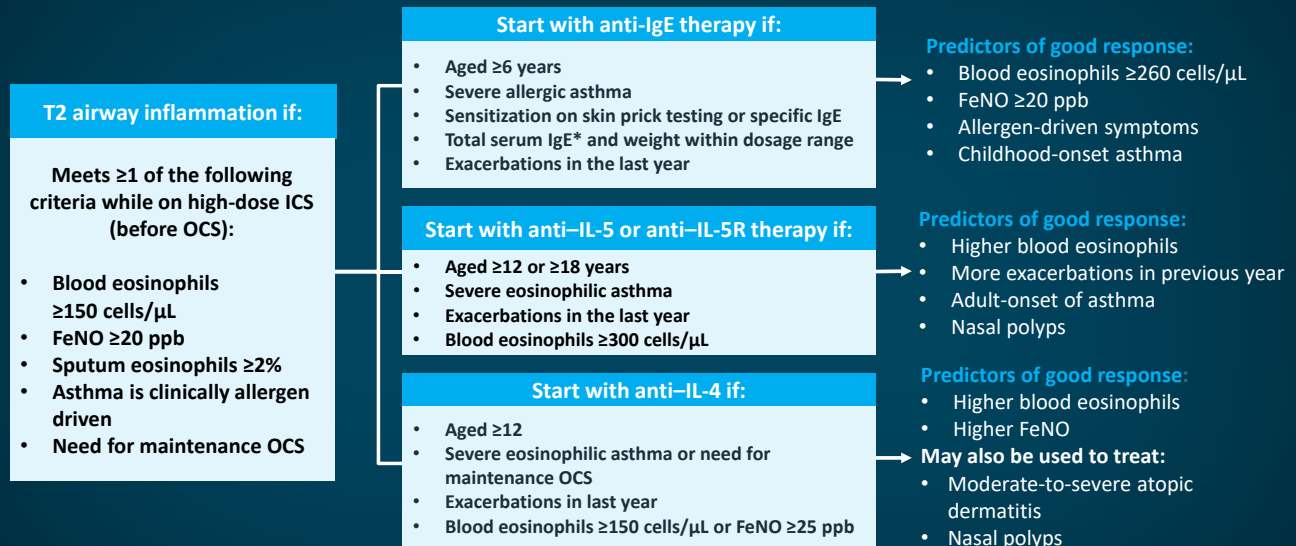 T2 airway inflammation if:
Meets ≥1 of the following
criteria while on high-dose ICS
(before OCS):
• Blood eosinophils
≥150 cells/µL
• FeNO ≥20 ppb
• Sputum eosinophils ≥2%
• Asthma is clinically allergen
driven
• Need for maintenance OCS
Start with anti-IgE therapy if:
• Aged ≥6 years
• Severe allergic asthma
• Sensitization on skin prick testing or specific IgE
• Total serum IgE* and weight within dosage range
• Exacerbations in the last year
Predictors of good response:
• Blood eosinophils ≥260 cells/µL
• FeNO ≥20 ppb
• Allergen-driven symptoms
• Childhood-onset asthma
Start with anti–IL-5 or anti–IL-5R therapy if:
• Aged ≥12 or ≥18 years
• Severe eosinophilic asthma
• Exacerbations in the last year
• Blood eosinophils ≥300 cells/µL
Predictors of good response:
• Higher blood eosinophils
• More exacerbations in previous year
• Adult-onset of asthma
• Nasal polyps
Start with anti–IL-4 if:
• Aged ≥12
• Severe eosinophilic asthma or need for
maintenance OCS
• Exacerbations in last year
• Blood eosinophils ≥150 cells/µL or FeNO ≥25 ppb
Predictors of good response:
• Higher blood eosinophils
• Higher FeNO
May also be used to treat:
• Moderate-to-severe atopic
dermatitis
• Nasal polyps